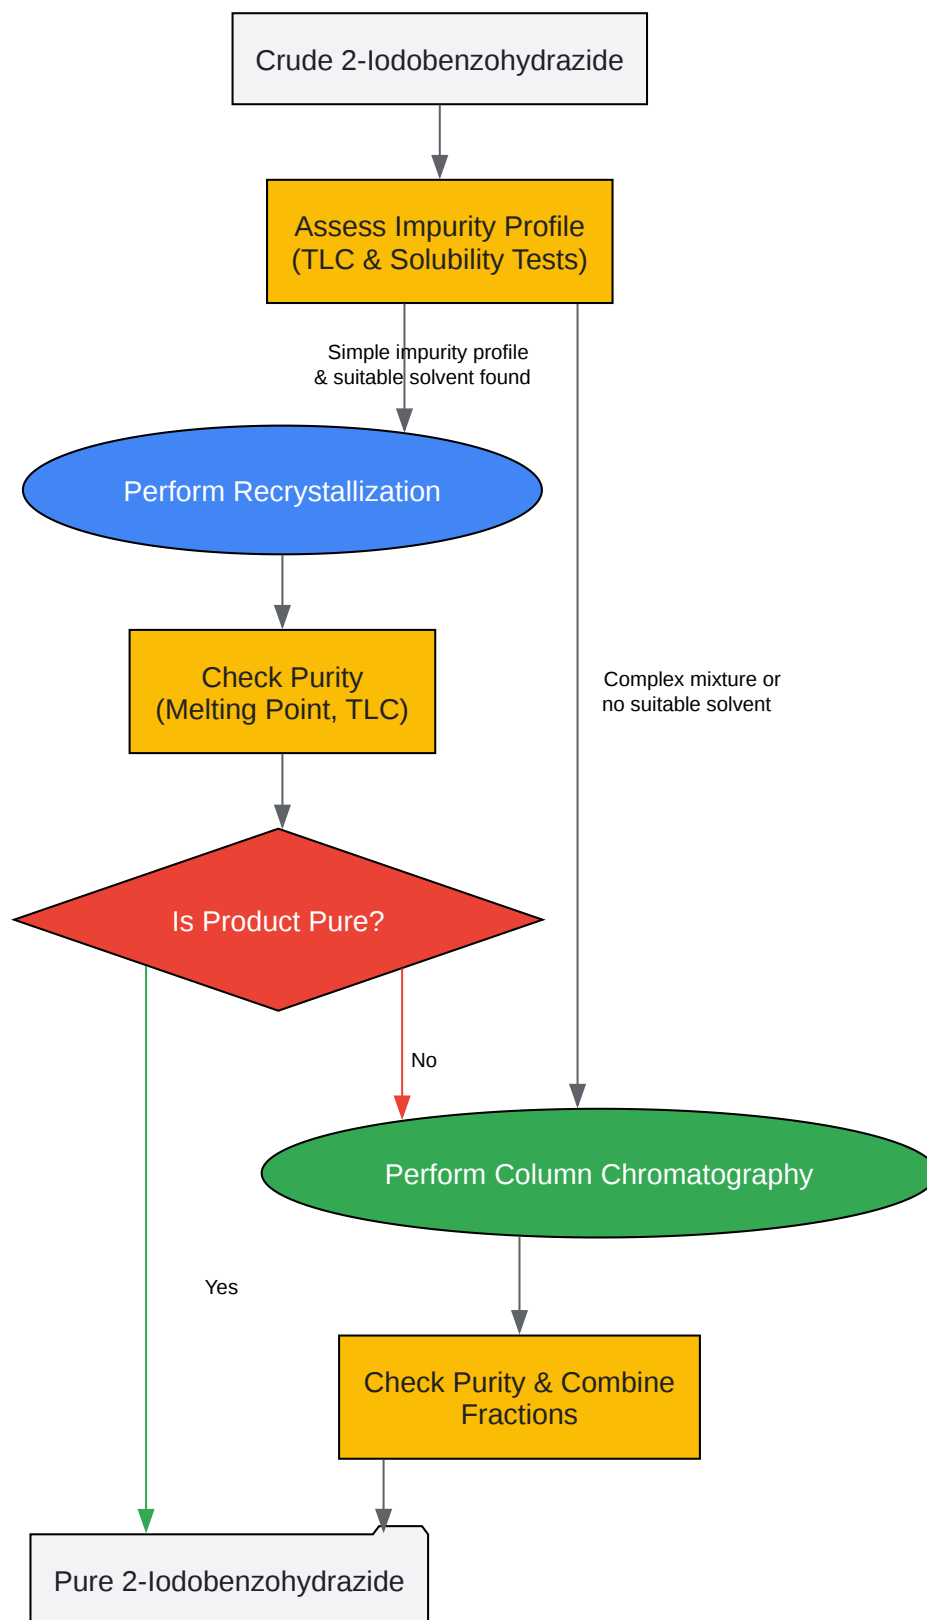 Crude 2-Iodobenzohydrazide
Assess Impurity Profile
(TLC & Solubility Tests)
Simple impurity profile
& suitable solvent found
Perform Recrystallization
Check Purity
(Melting Point, TLC)
Complex mixture or
no suitable solvent
Is Product Pure?
No
Perform Column Chromatography
Yes
Check Purity & Combine
Fractions
Pure 2-Iodobenzohydrazide